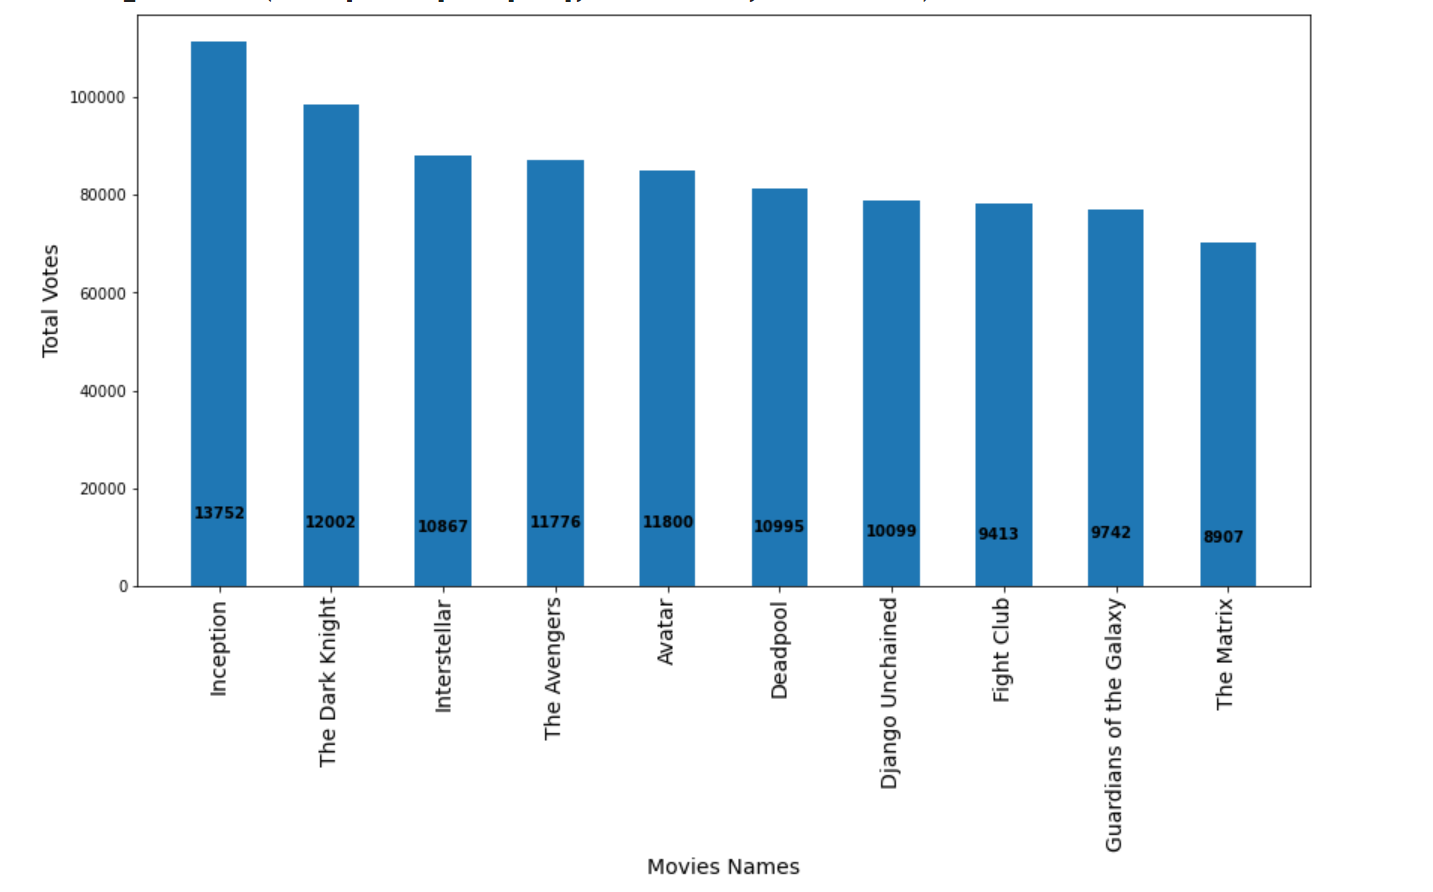 100000
80000
60000
40000
20000
0
Total Votes
13752
12002
10867
11776
11800
10995
10099
9413
9742
8907
Inception
The Dark Knight
Interstellar
The Avengers
Avatar
Deadpool
Django Unchained
Fight Club
Guardians of the Galaxy
The Matrix
Movies Names